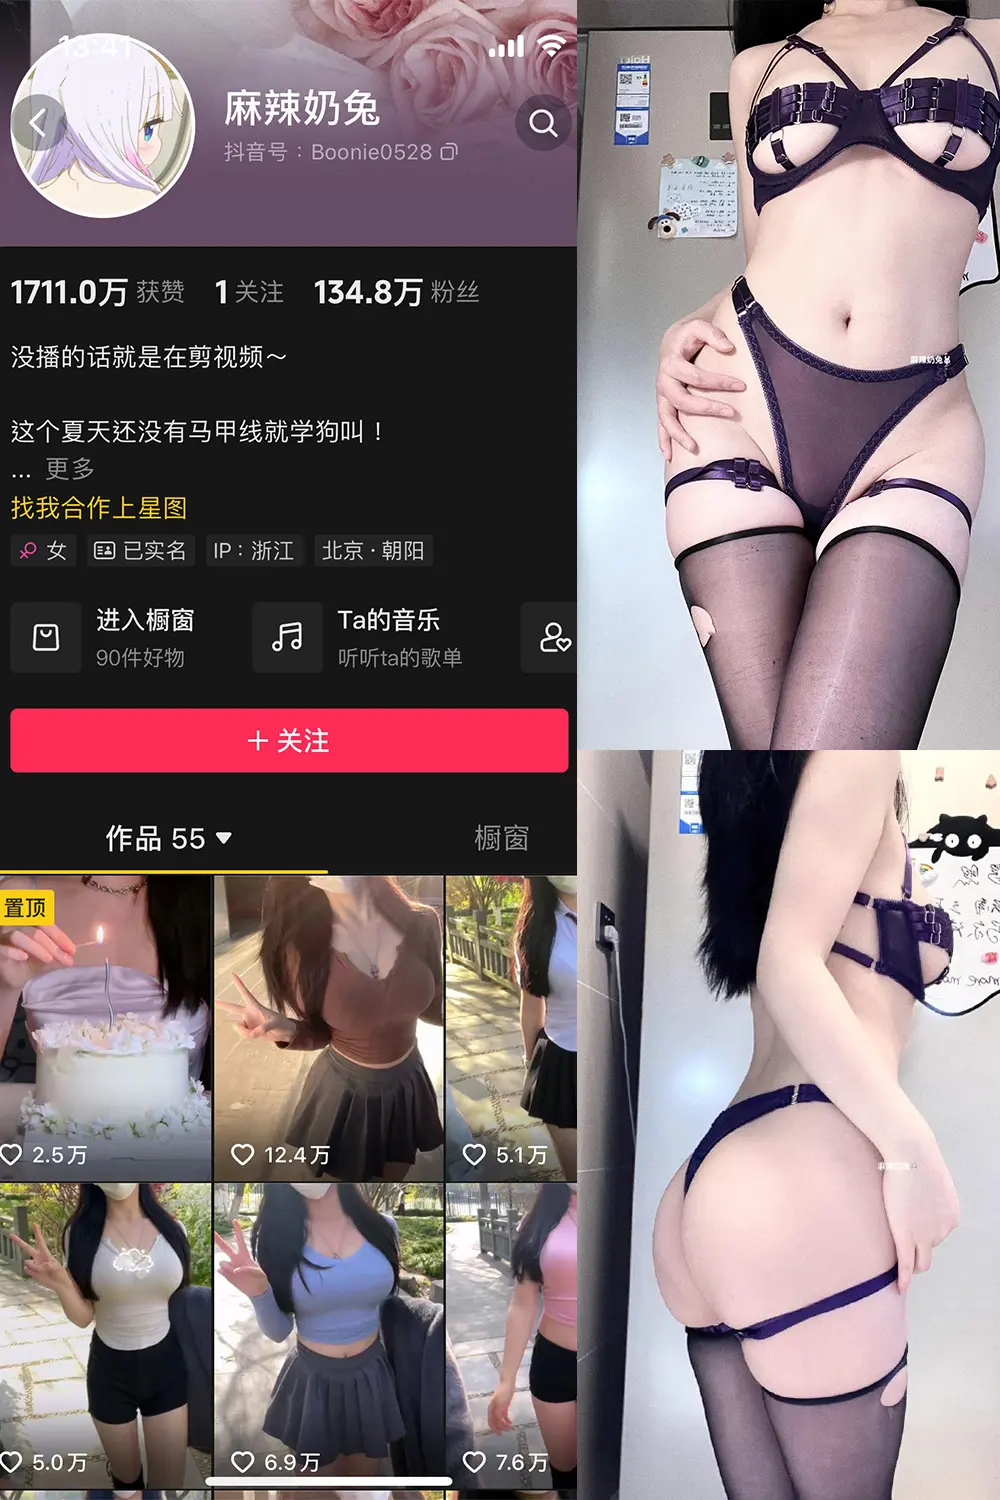 13:41
麻辣奶兔
抖音号：Boonie0528
1711.0万 获赞 1 关注 134.8万 粉丝
没播的话就是在剪视频～
这个夏天还没有马甲线就学狗叫！
... 更多
找我合作上星图
女 已实名 IP：浙江 北京·朝阳
进入橱窗
90件好物
Ta的音乐
听听ta的歌单
＋关注
作品 55
橱窗
置顶
2.5万 12.4万 5.1万
5.0万 6.9万 7.6万
麻辣奶兔
麻辣奶兔